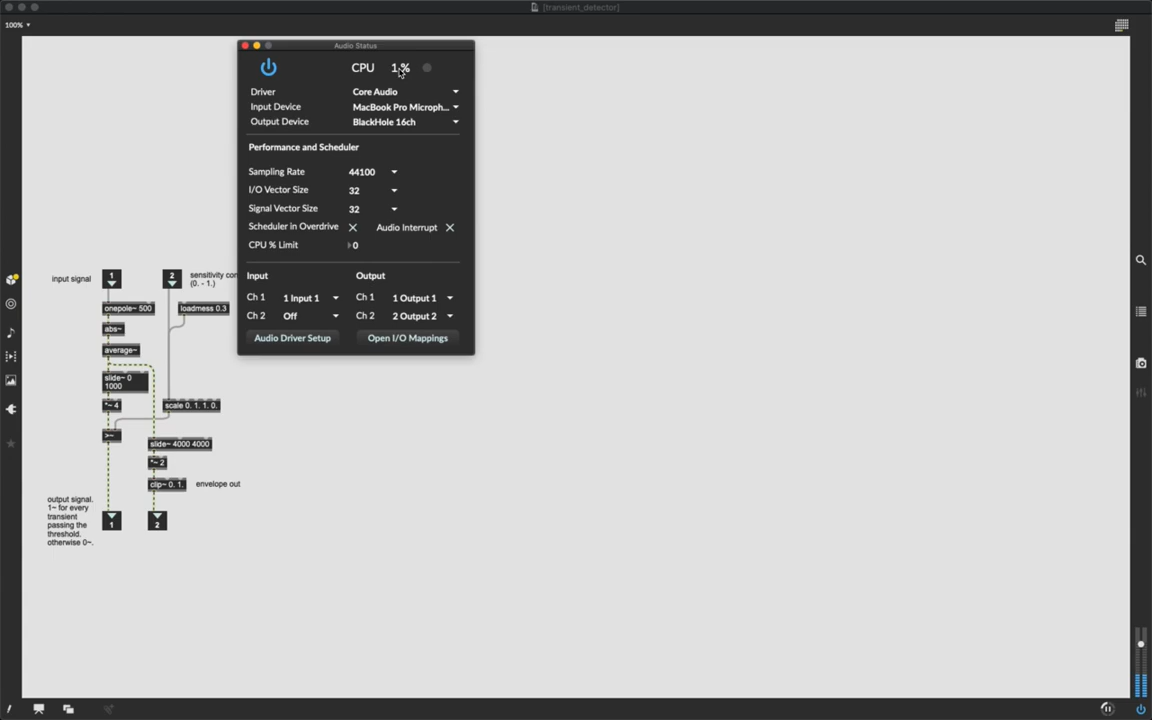 [transient_detector]
100%
Audio Status
CPU 1 %
Driver Core Audio
Input Device MacBook Pro Microph...
Output Device BlackHole 16ch
Performance and Scheduler
Sampling Rate 44100
I/O Vector Size 32
Signal Vector Size 32
Scheduler in Overdrive Audio Interrupt
CPU % Limit 0
Input Output
Ch 1 1 Input 1 Ch 1 1 Output 1
Ch 2 Off Ch 2 2 Output 2
Audio Driver Setup Open I/O Mappings
input signal
1
2
sensitivity con
(0. - 1.)
onepole~ 500
loadmess 0.3
abs~
average~
slide~ 0
1000
*~ 4
scale 0. 1. 1. 0.
>~
slide~ 4000 4000
*~ 2
clip~ 0. 1.
envelope out
output signal.
1~ for every
transient
passing the
threshold.
otherwise 0~.
1
2